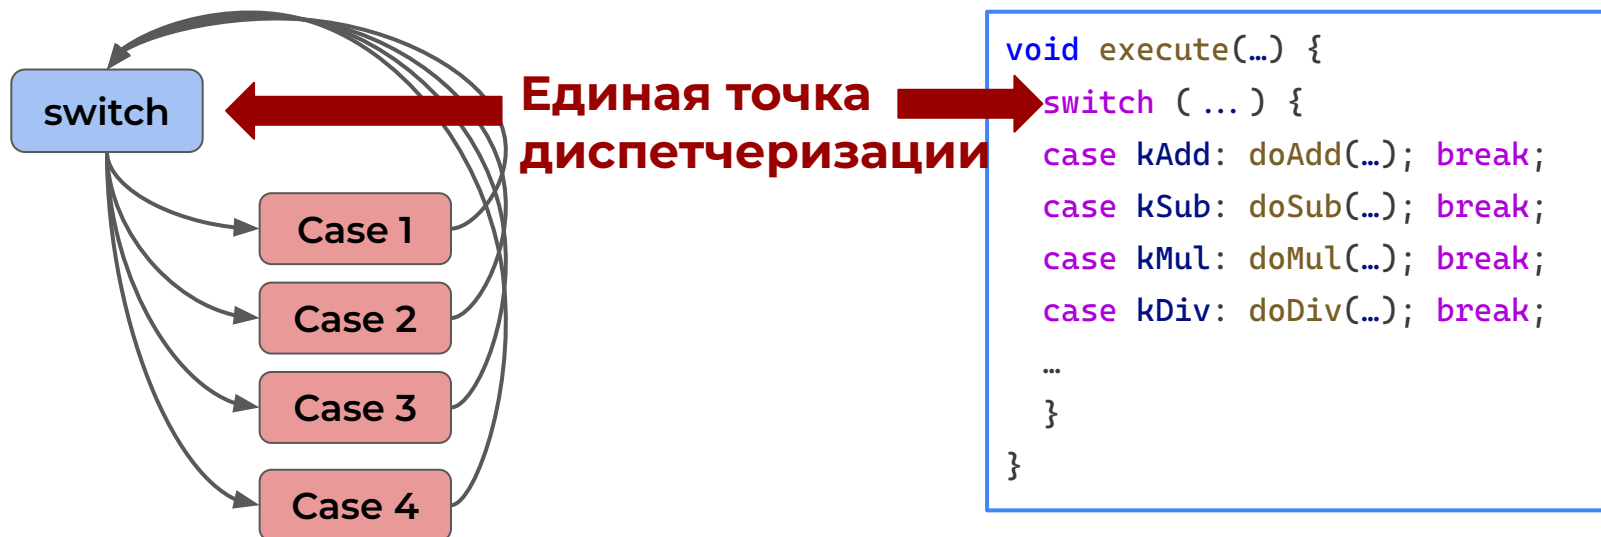 switch
Case 1
Case 2
Case 3
Case 4
Единая точка
диспетчеризации
void execute(…) {
switch (...) {
case kAdd: doAdd(…); break;
case kSub: doSub(…); break;
case kMul: doMul(…); break;
case kDiv: doDiv(…); break;
…
}
}